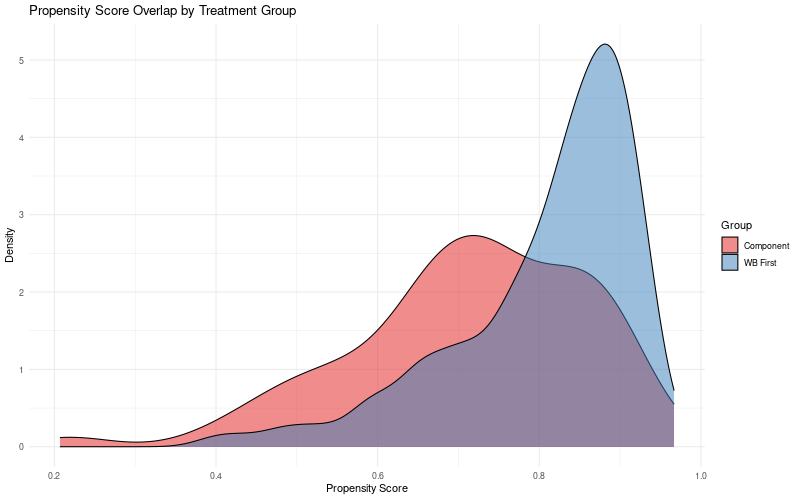 Propensity Score Overlap by Treatment Group
5
4
3
2
1
0
Density
0.2
0.4
0.6
0.8
1.0
Propensity Score
Group
Component
WB First